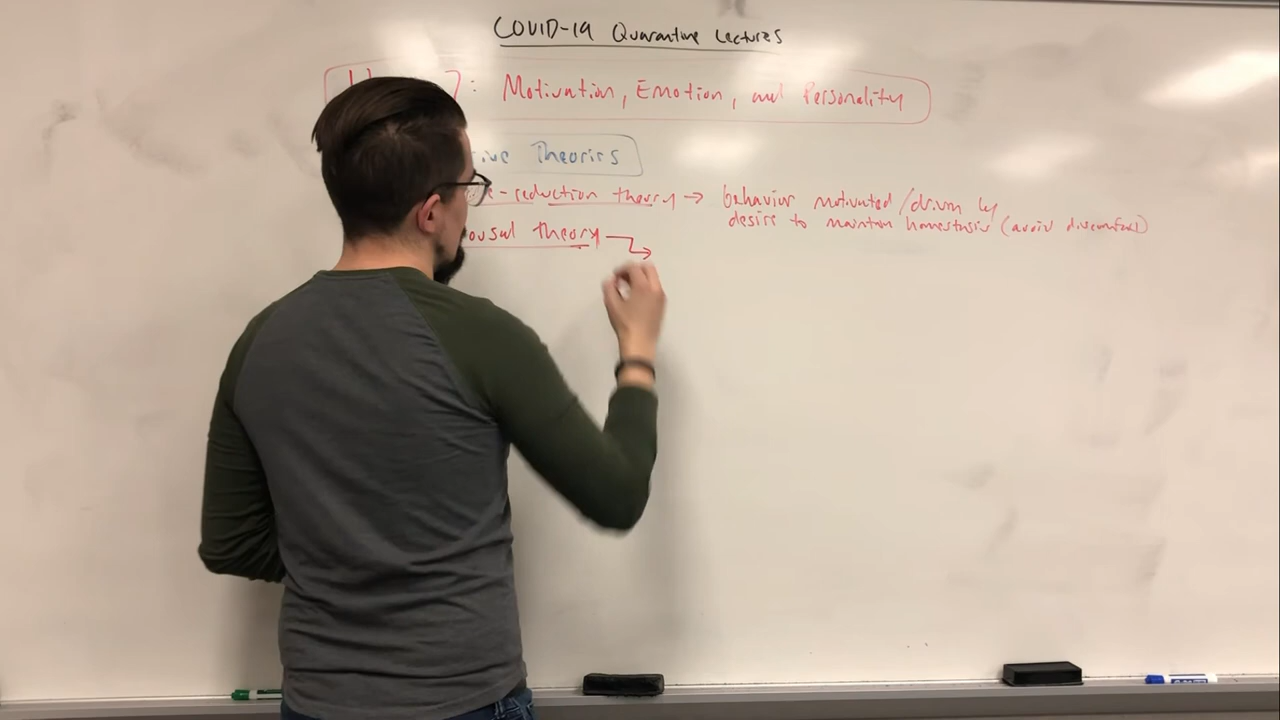 COVID-19 Quarantine Lectures
: Motivation, Emotion, and Personality
ive Theories
e-reduction theory → behavior motivated/driven by
desire to maintain homeostasis (avoid discomfort)
ousal theory